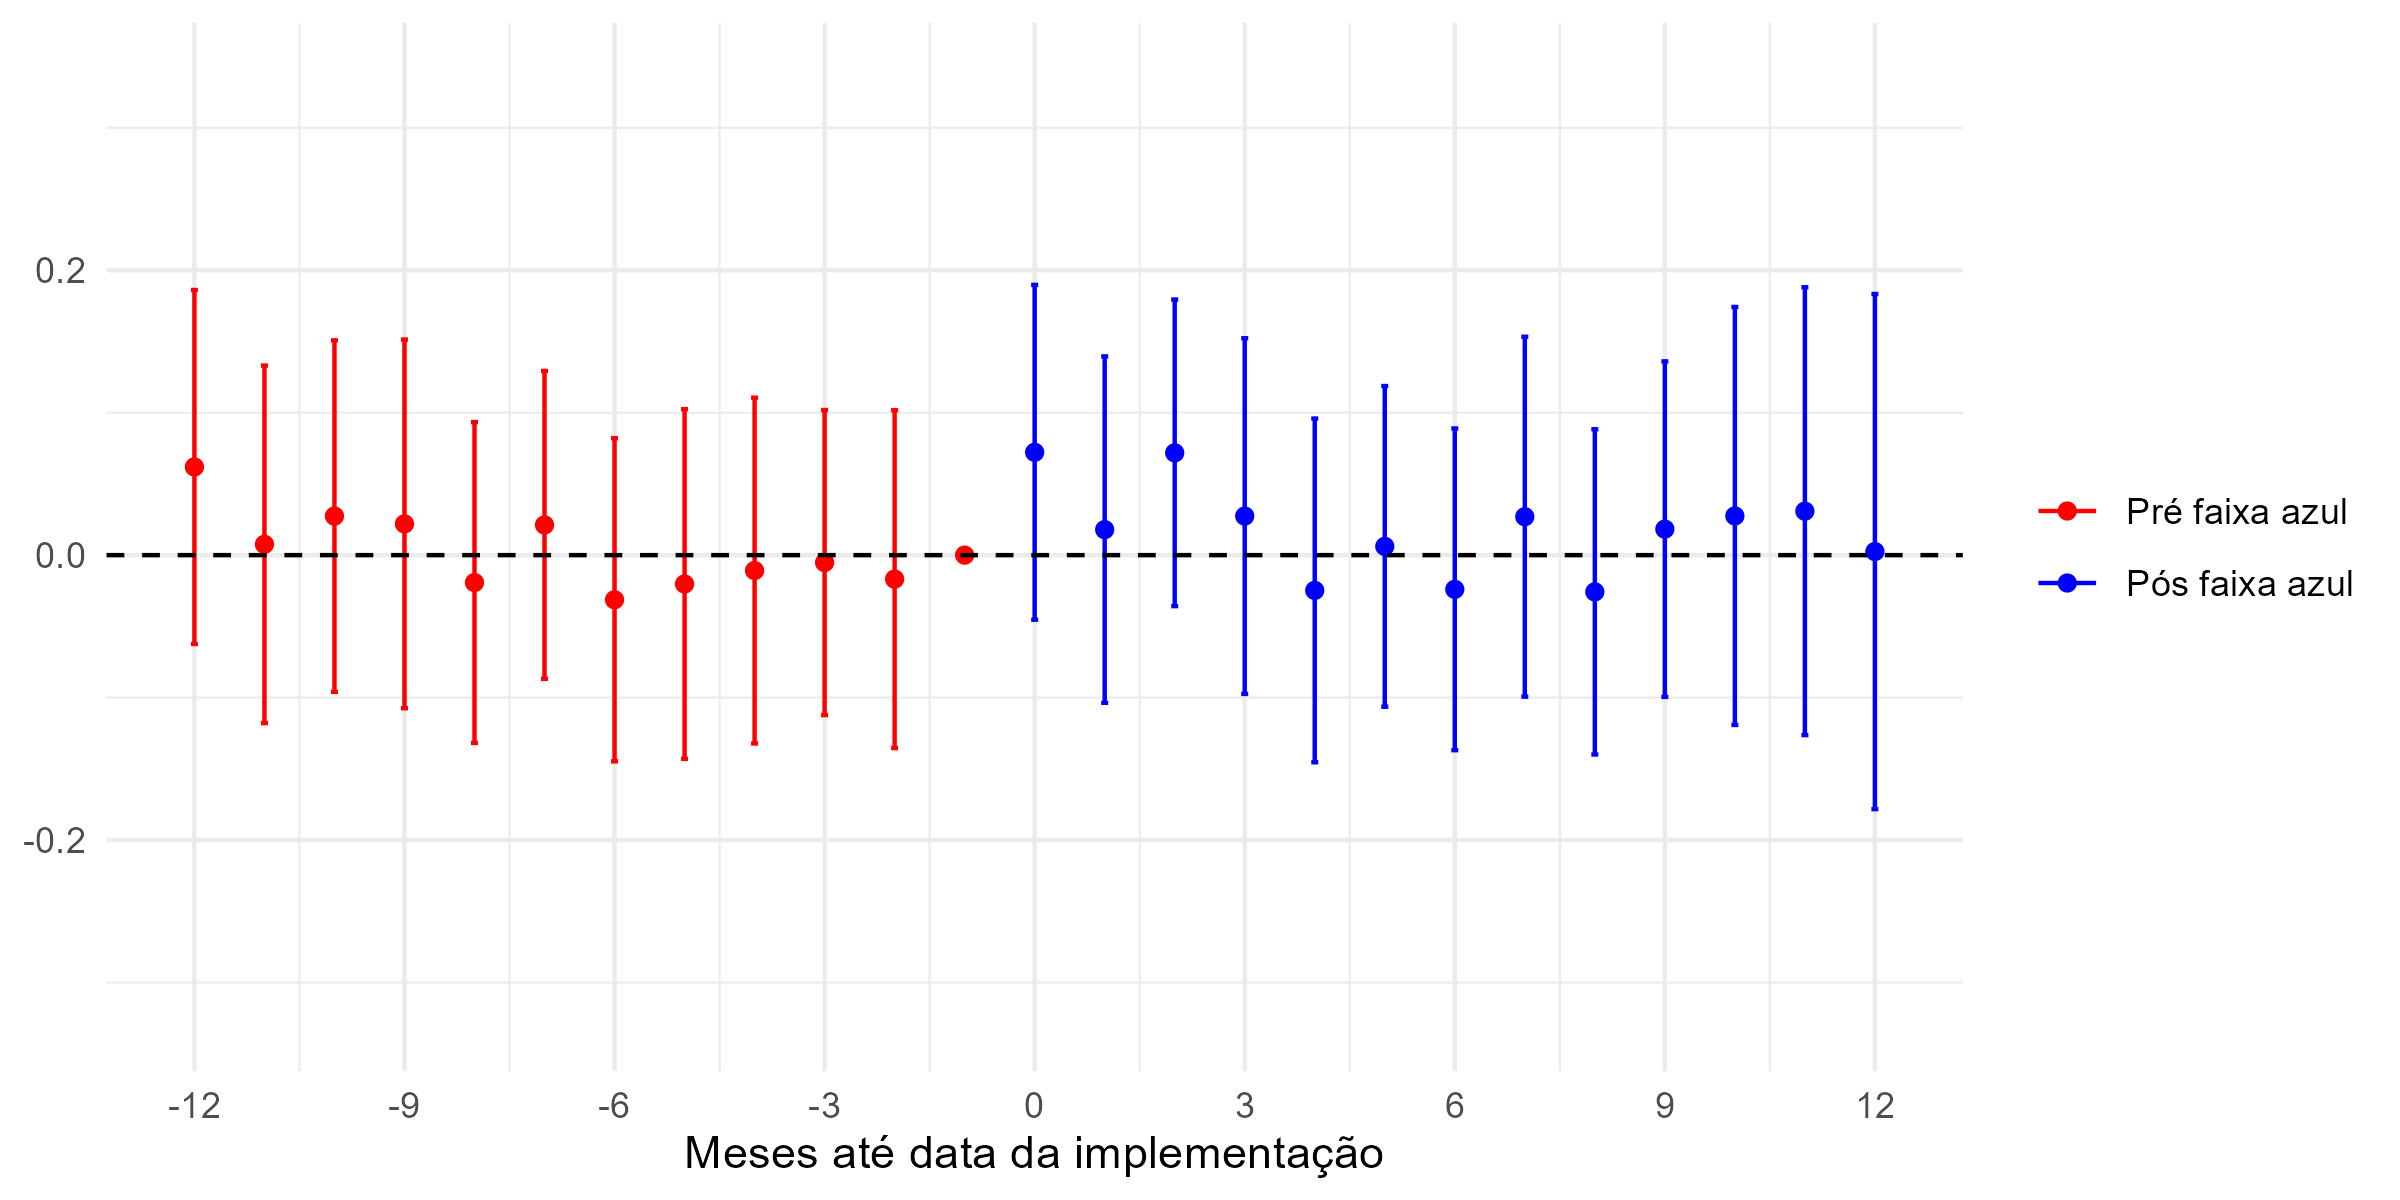 0.2
0.0
-0.2
-12 -9 -6 -3 0 3 6 9 12
Meses até data da implementação
Pré faixa azul
Pós faixa azul